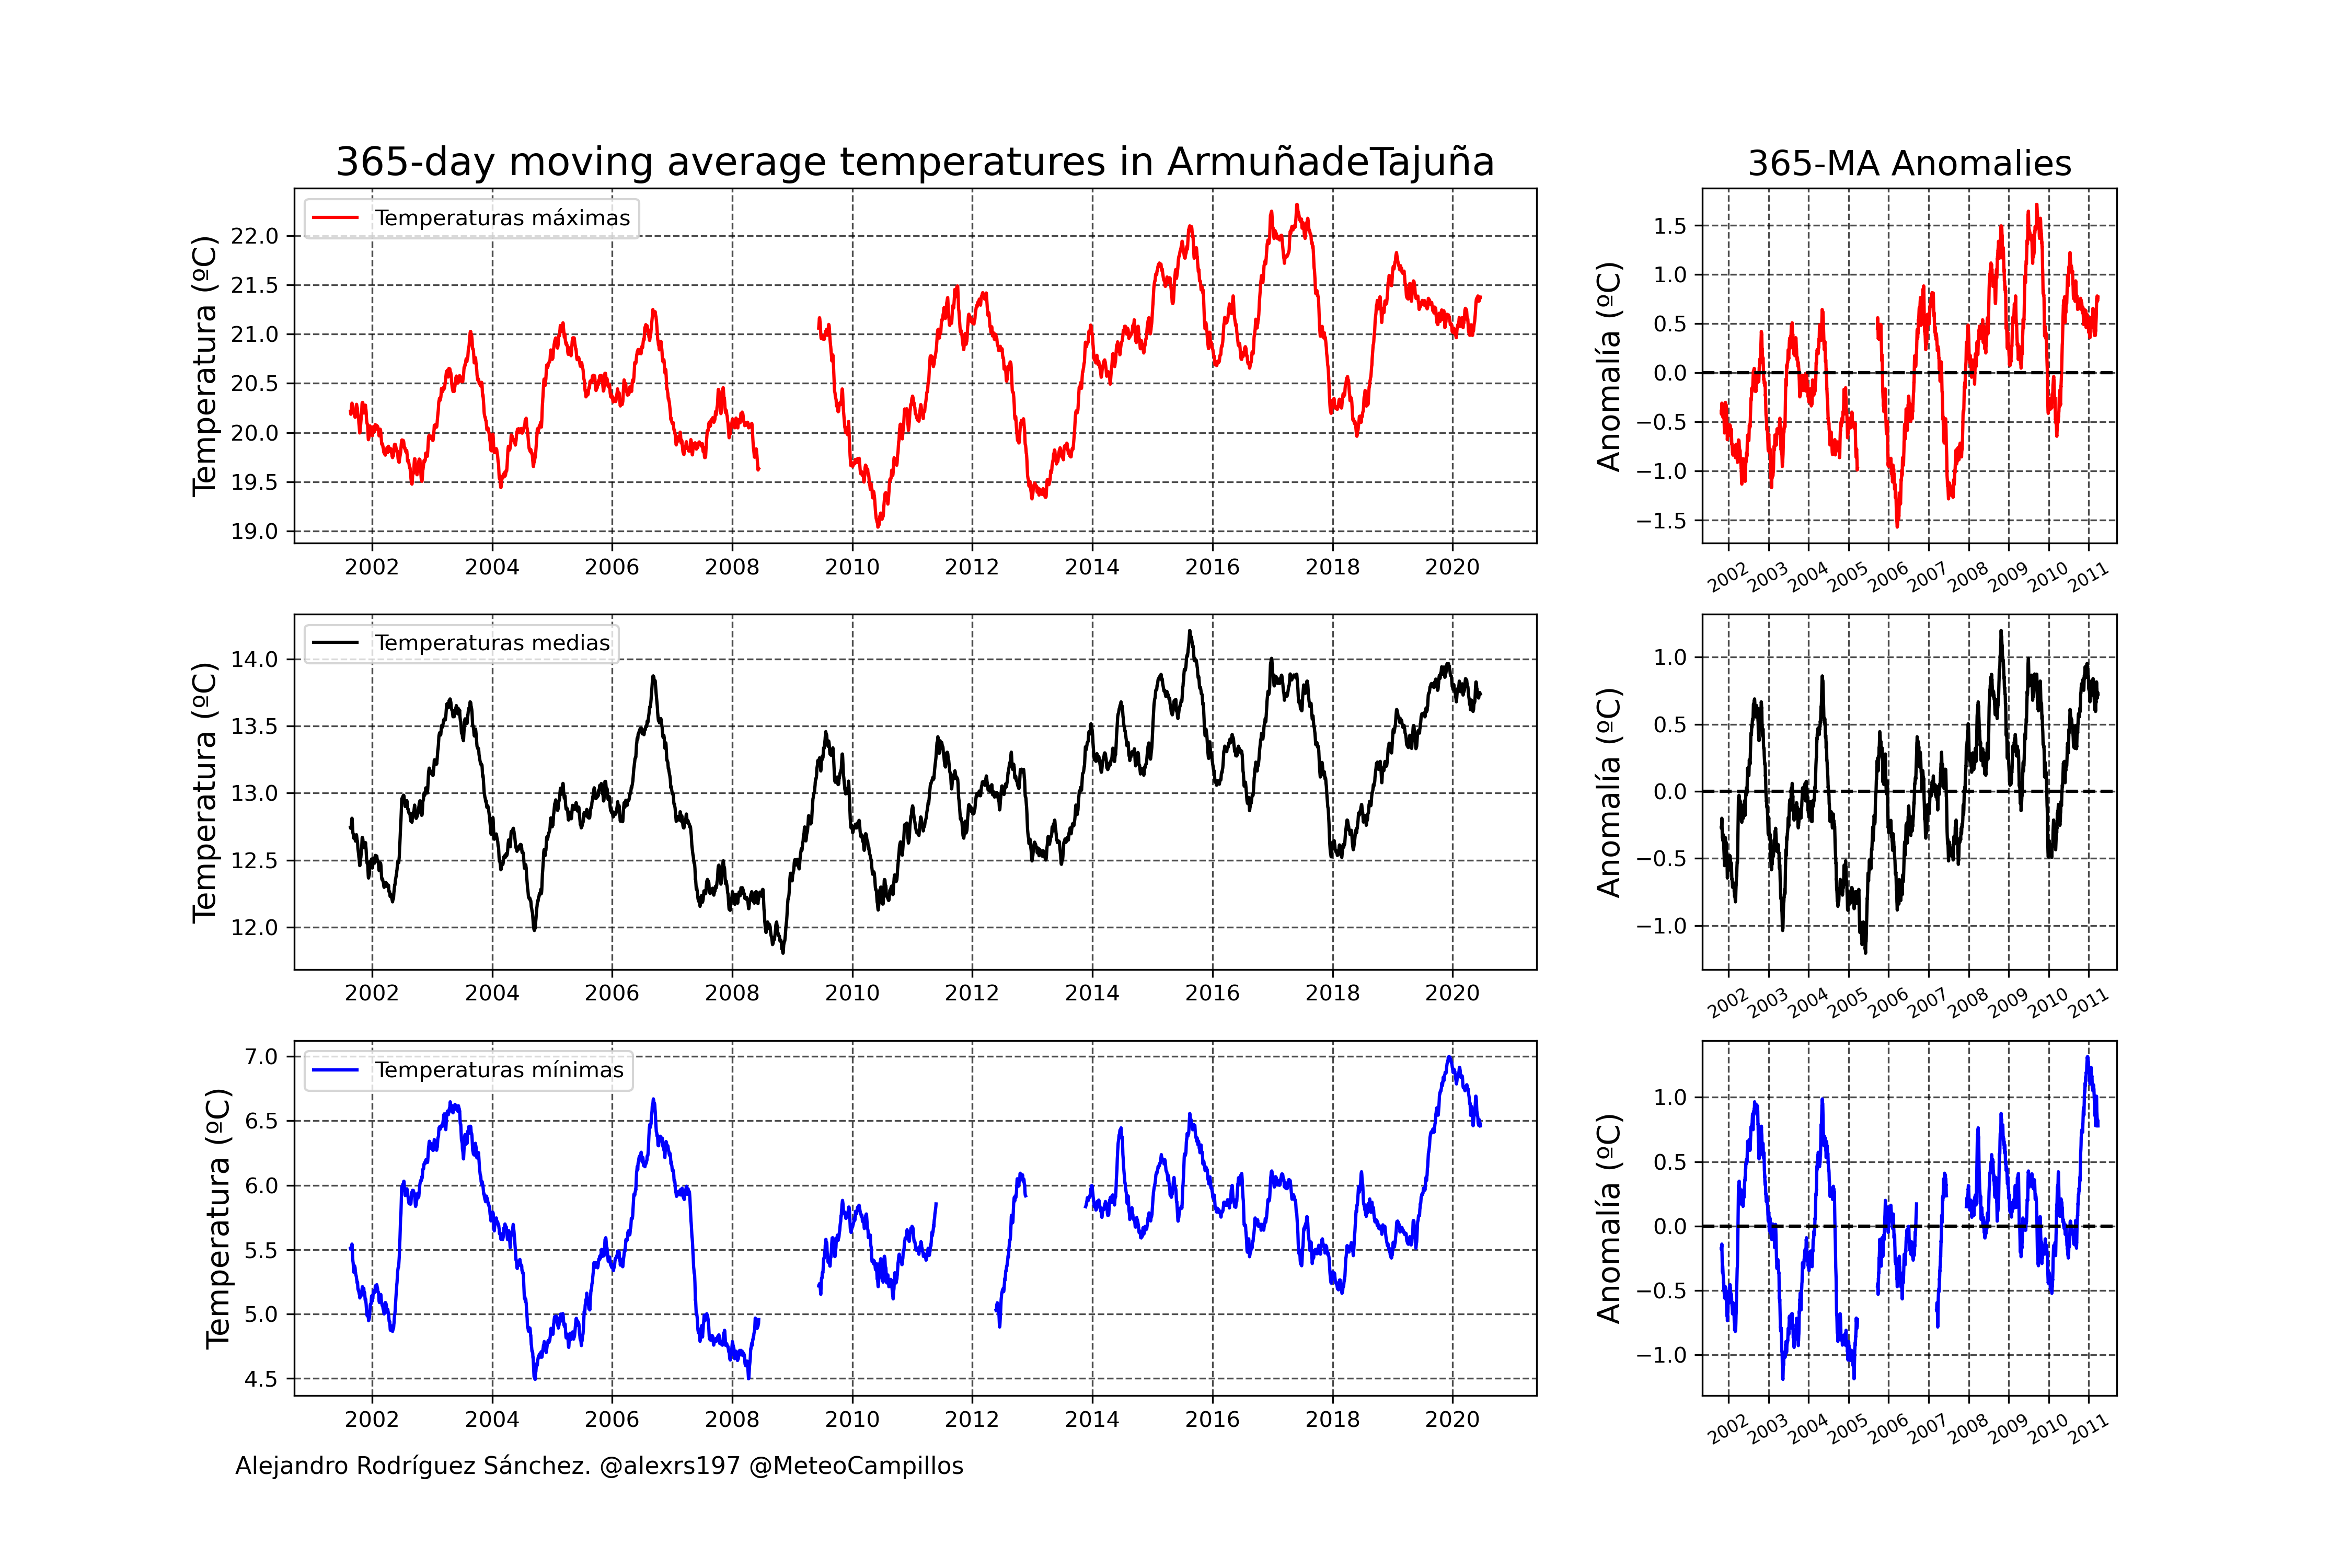 365-day moving average temperatures in ArmuñadeTajuña
Temperatura (ºC)
22.0
21.5
21.0
20.5
20.0
19.5
19.0
Temperaturas máximas
2002 2004 2006 2008 2010 2012 2014 2016 2018 2020
365-MA Anomalies
Anomalía (ºC)
1.5
1.0
0.5
0.0
−0.5
−1.0
−1.5
2002 2003 2004 2005 2006 2007 2008 2009 2010 2011
Temperatura (ºC)
14.0
13.5
13.0
12.5
12.0
Temperaturas medias
2002 2004 2006 2008 2010 2012 2014 2016 2018 2020
Anomalía (ºC)
1.0
0.5
0.0
−0.5
−1.0
2002 2003 2004 2005 2006 2007 2008 2009 2010 2011
Temperatura (ºC)
7.0
6.5
6.0
5.5
5.0
4.5
Temperaturas mínimas
2002 2004 2006 2008 2010 2012 2014 2016 2018 2020
Anomalía (ºC)
1.0
0.5
0.0
−0.5
−1.0
2002 2003 2004 2005 2006 2007 2008 2009 2010 2011
Alejandro Rodríguez Sánchez. @alexrs197 @MeteoCampillos